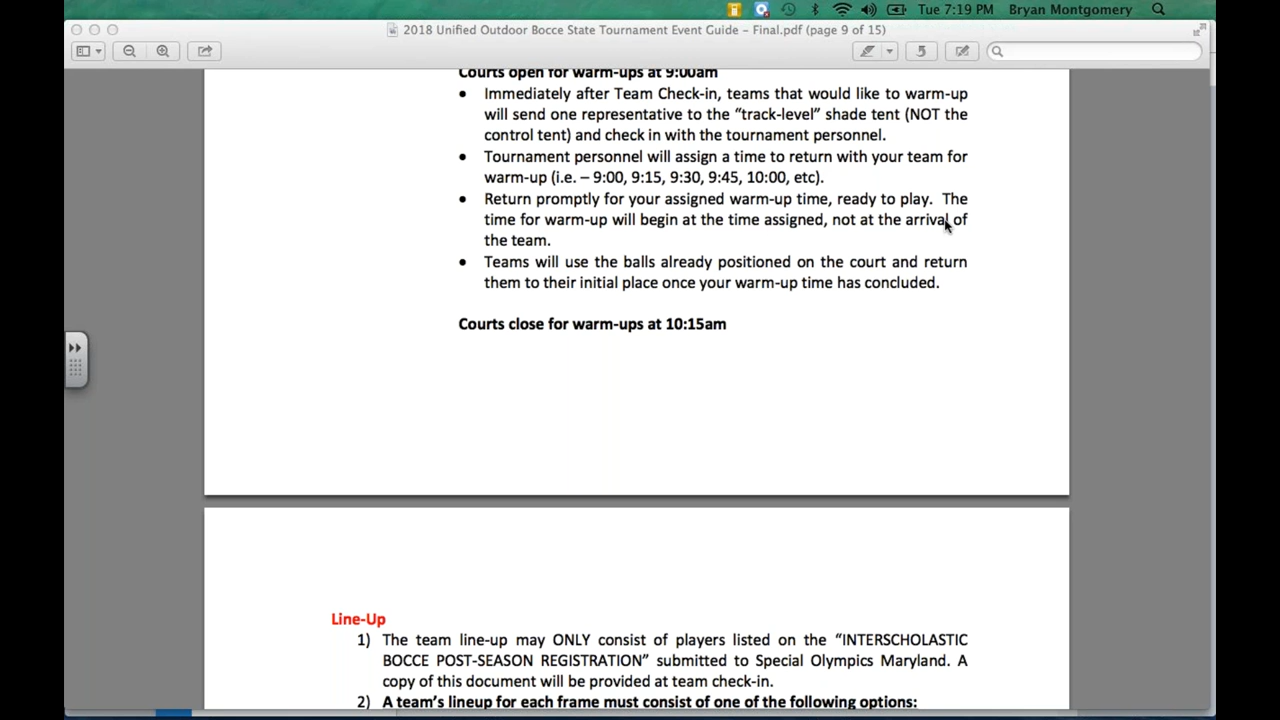 Tue 7:19 PM Bryan Montgomery
2018 Unified Outdoor Bocce State Tournament Event Guide – Final.pdf (page 9 of 15)
Courts open for warm-ups at 9:00am
• Immediately after Team Check-in, teams that would like to warm-up
will send one representative to the “track-level” shade tent (NOT the
control tent) and check in with the tournament personnel.
• Tournament personnel will assign a time to return with your team for
warm-up (i.e. – 9:00, 9:15, 9:30, 9:45, 10:00, etc).
• Return promptly for your assigned warm-up time, ready to play. The
time for warm-up will begin at the time assigned, not at the arrival of
the team.
• Teams will use the balls already positioned on the court and return
them to their initial place once your warm-up time has concluded.
Courts close for warm-ups at 10:15am
Line-Up
1) The team line-up may ONLY consist of players listed on the “INTERSCHOLASTIC
BOCCE POST-SEASON REGISTRATION” submitted to Special Olympics Maryland. A
copy of this document will be provided at team check-in.
2) A team’s lineup for each frame must consist of one of the following options: